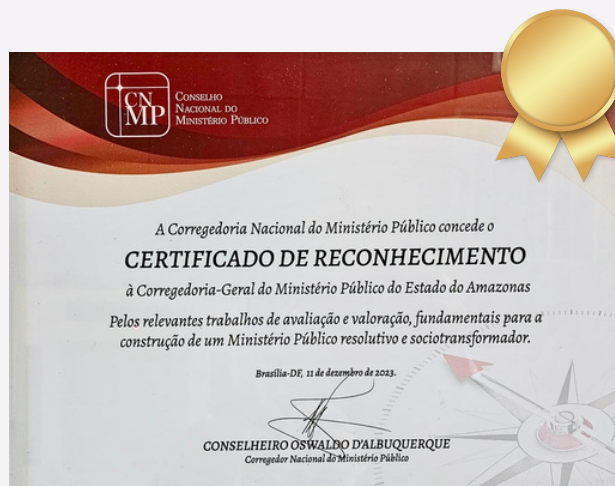 CN
MP
CONSELHO
NACIONAL DO
MINISTÉRIO PÚBLICO
A Corregedoria Nacional do Ministério Público concede o
CERTIFICADO DE RECONHECIMENTO
à Corregedoria-Geral do Ministério Público do Estado do Amazonas
Pelos relevantes trabalhos de avaliação e valoração, fundamentais para a
construção de um Ministério Público resolutivo e sociotransformador.
Brasília-DF, 11 de dezembro de 2023.
CONSELHEIRO OSWALDO D'ALBUQUERQUE
Corregedor Nacional do Ministério Público